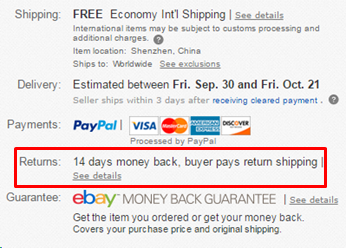 Shipping: FREE Economy Int'l Shipping | See details
International items may be subject to customs processing and
additional charges. ?
Item location: Shenzhen, China
Ships to: Worldwide See exclusions
Delivery: Estimated between Fri. Sep. 30 and Fri. Oct. 21
Seller ships within 3 days after receiving cleared payment. ?
Payments: PayPal | VISA MasterCard AMERICAN EXPRESS DISCOVER
Processed by PayPal
Returns: 14 days money back, buyer pays return shipping |
See details
Guarantee: ebay MONEY BACK GUARANTEE | See details
Get the item you ordered or get your money back.
Covers your purchase price and original shipping.